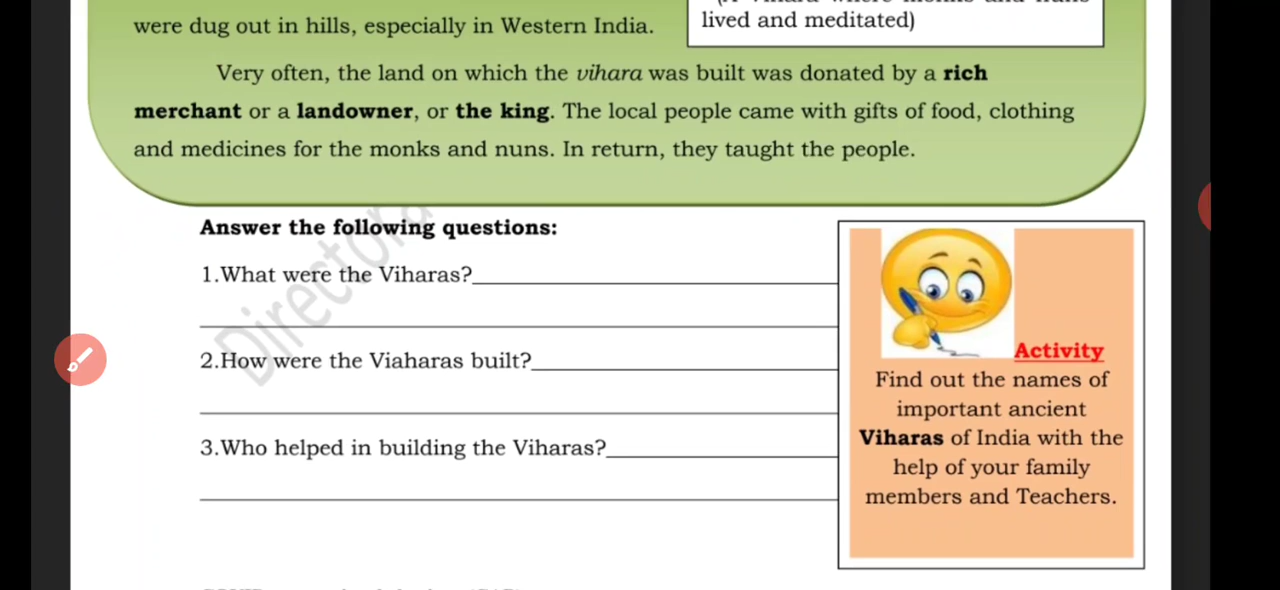 lived and meditated)
were dug out in hills, especially in Western India.
Very often, the land on which the vihara was built was donated by a rich
merchant or a landowner, or the king. The local people came with gifts of food, clothing
and medicines for the monks and nuns. In return, they taught the people.
Answer the following questions:
1.What were the Viharas?
2.How were the Viaharas built?
3.Who helped in building the Viharas?
Activity
Find out the names of
important ancient
Viharas of India with the
help of your family
members and Teachers.